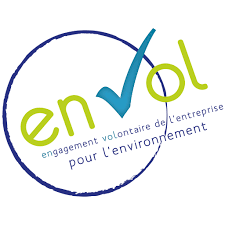 envol
engagement volontaire de l'entreprise
pour l'environnement